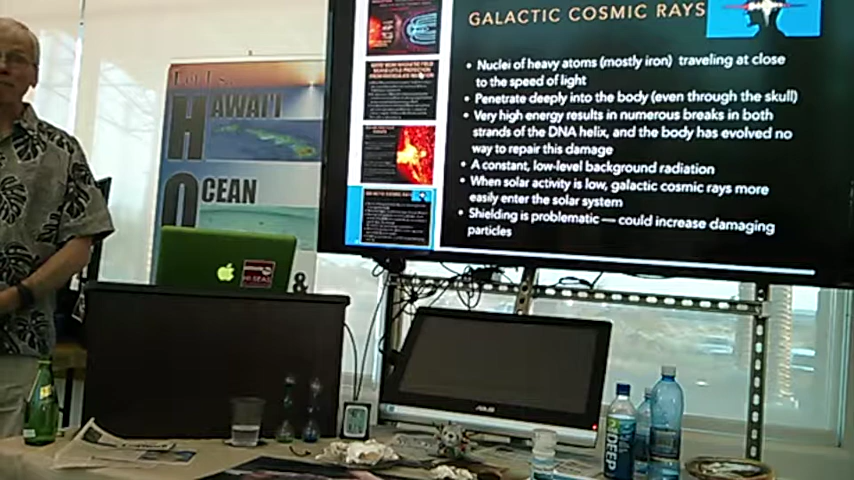 GALACTIC COSMIC RAYS
• Nuclei of heavy atoms (mostly iron) traveling at close
to the speed of light
• Penetrate deeply into the body (even through the skull)
• Very high energy results in numerous breaks in both
strands of the DNA helix, and the body has evolved no
way to repair this damage
• A constant, low-level background radiation
• When solar activity is low, galactic cosmic rays more
easily enter the solar system
• Shielding is problematic — could increase damaging
particles
HAWAI'I
OCEAN
&
HI-SEAS
ASUS
DEEP